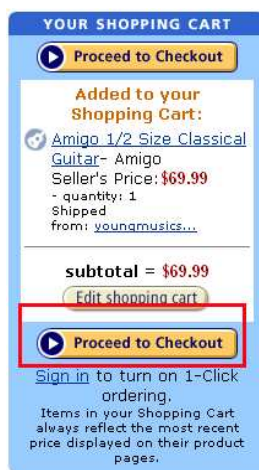 YOUR SHOPPING CART
Proceed to Checkout
Added to your
Shopping Cart:
Amigo 1/2 Size Classical
Guitar- Amigo
Seller's Price: $69.99
- quantity: 1
Shipped
from: youngmusics...
subtotal = $69.99
Edit shopping cart
Proceed to Checkout
Sign in to turn on 1-Click
ordering.
Items in your Shopping Cart
always reflect the most recent
price displayed on their product
pages.